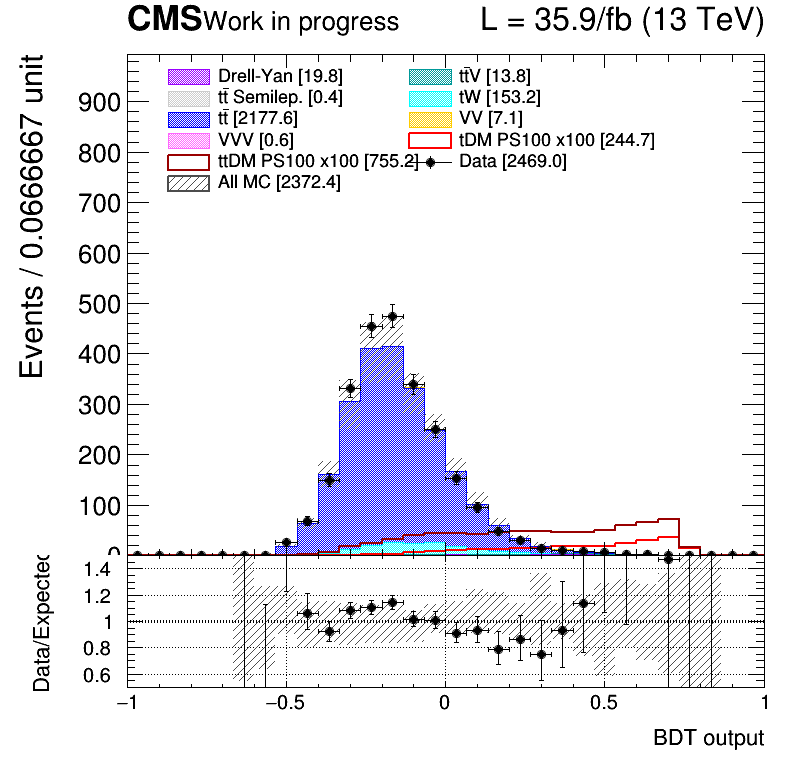 CMS Work in progress L = 35.9/fb (13 TeV)
Events / 0.0666667 unit
Drell-Yan [19.8] tt̄V [13.8]
tt̄ Semilep. [0.4] tW [153.2]
tt̄ [2177.6] VV [7.1]
VVV [0.6] tDM PS100 x100 [244.7]
ttDM PS100 x100 [755.2] Data [2469.0]
All MC [2372.4]
900
800
700
600
500
400
300
200
100
0
Data/Expected
1.4
1.2
1
0.8
0.6
−1 −0.5 0 0.5 1
BDT output